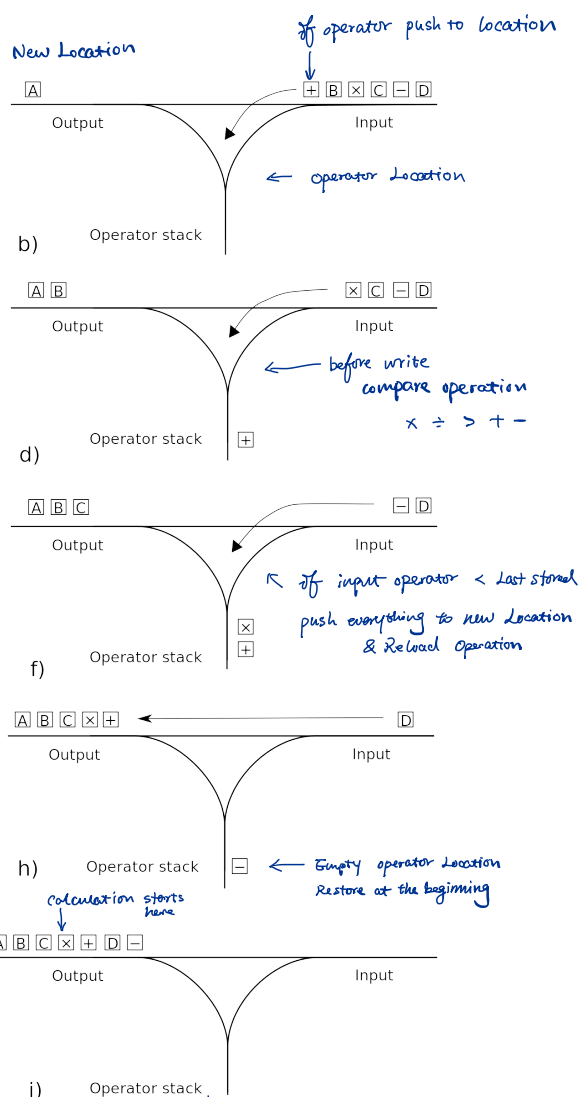 If operator push to location
New Location
A
+ B × C − D
Output
Input
← operator Location
Operator stack
b)
A B
× C − D
Output
Input
← before write
compare operation
× ÷ > + −
Operator stack
+
d)
A B C
− D
Output
Input
If input operator < Last stored
push everything to new Location
& Reload Operation
×
Operator stack
+
f)
A B C × +
D
Output
Input
h)
Operator stack
−
← Empty operator Location
Restore at the beginning
calculation starts
here
A B C × + D −
Output
Input
Operator stack